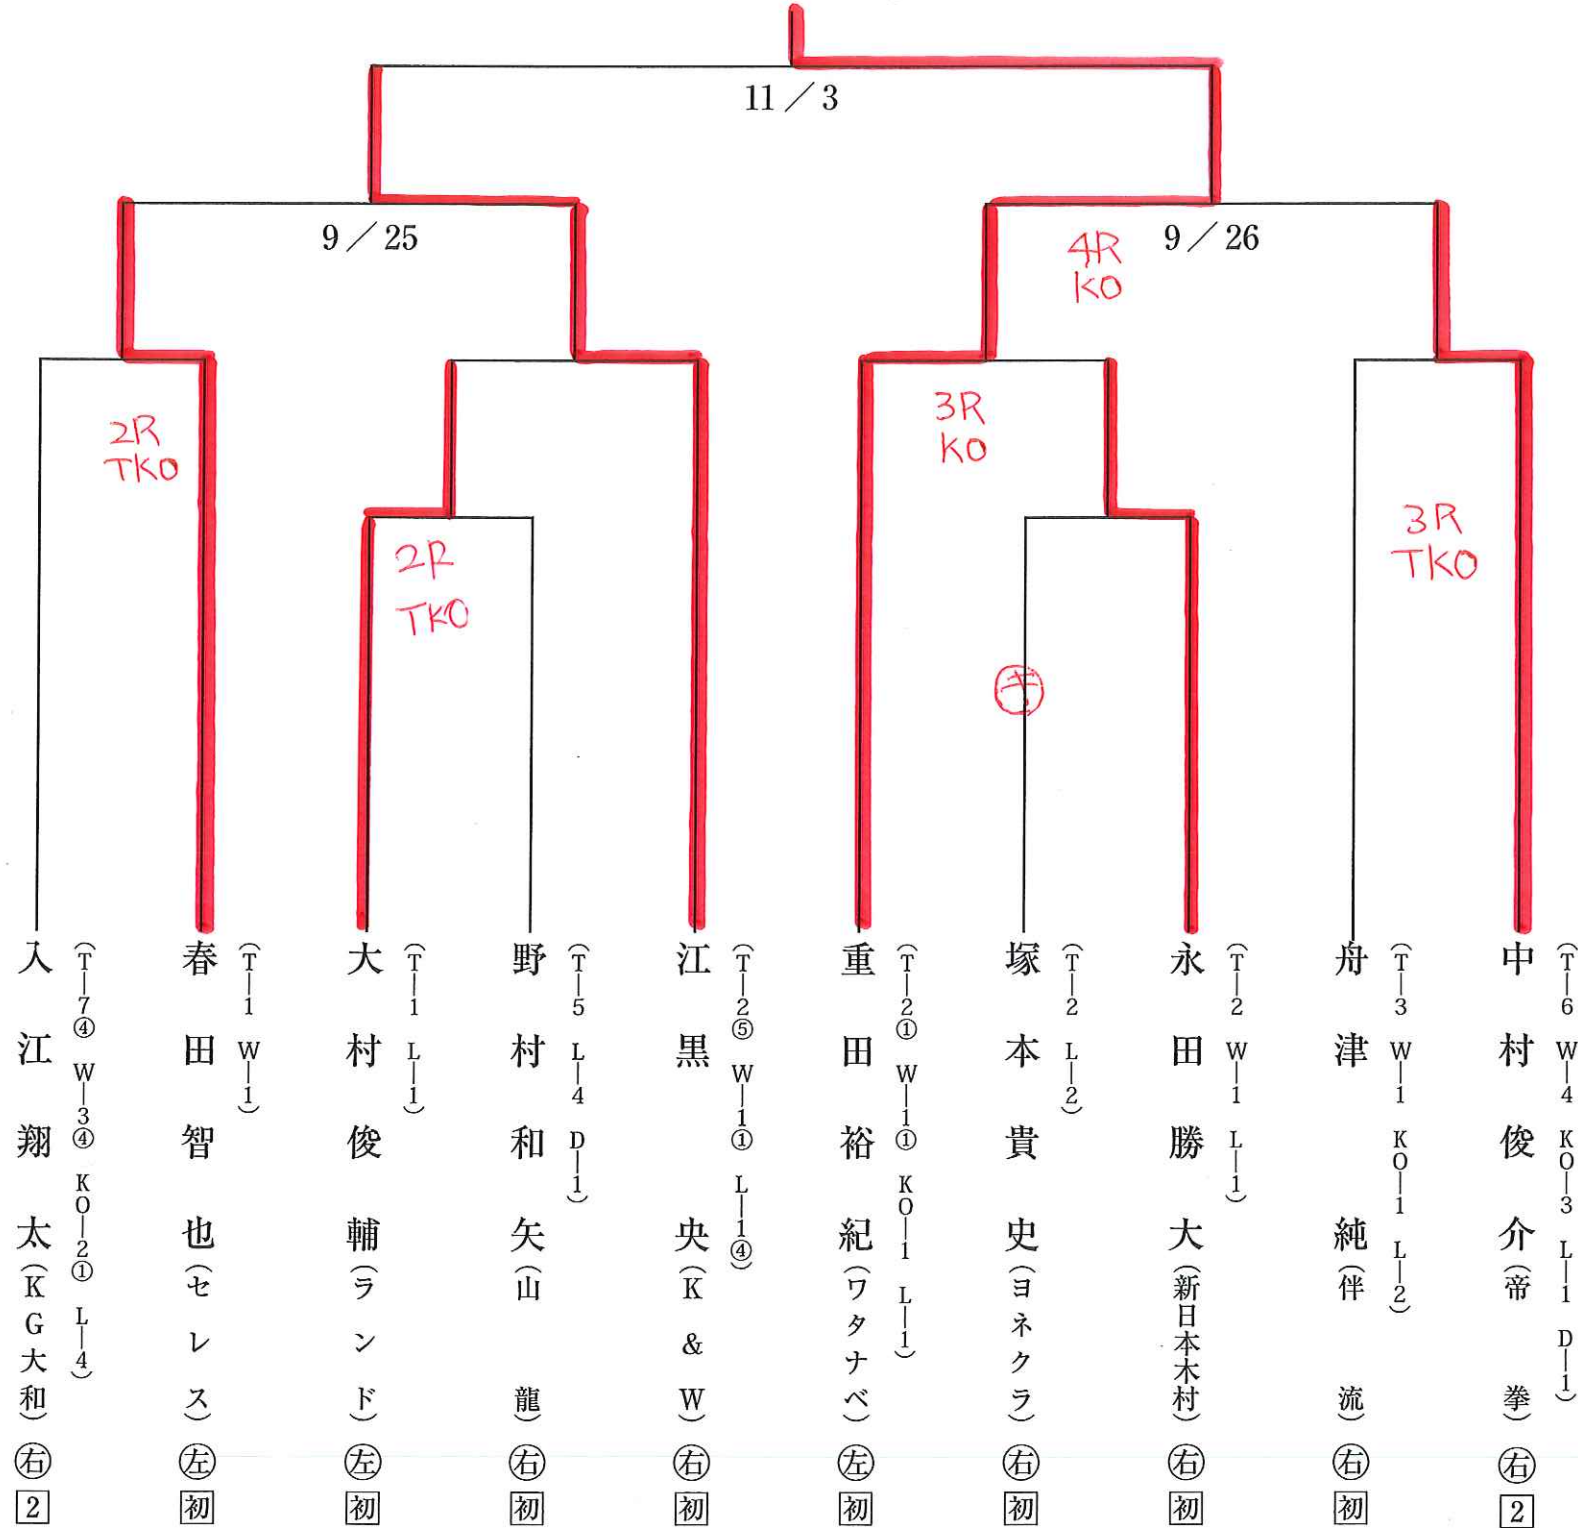 11／3
9／25
9／26
4R
KO
2R
TKO
3R
KO
2R
TKO
3R
TKO
㋖
入江翔太（KG大和）㊨ 2
（T―7④ W―3④ KO―2① L―4）
春田智也（セレス）㊧ 初
（T―1 W―1）
大村俊輔（ランド）㊧ 初
（T―1 L―1）
野村和矢（山龍）㊨ 初
（T―5 L―4 D―1）
江黒央（K&W）㊨ 初
（T―2⑤ W―1① L―1④）
重田裕紀（ワタナベ）㊧ 初
（T―2① W―1① KO―1 L―1）
塚本貴史（ヨネクラ）㊨ 初
（T―2 L―2）
永田勝大（新日本木村）㊨ 初
（T―2 W―1 L―1）
舟津純（伴流）㊨ 初
（T―3 W―1 KO―1 L―2）
中村俊介（帝拳）㊨ 2
（T―6 W―4 KO―3 L―1 D―1）